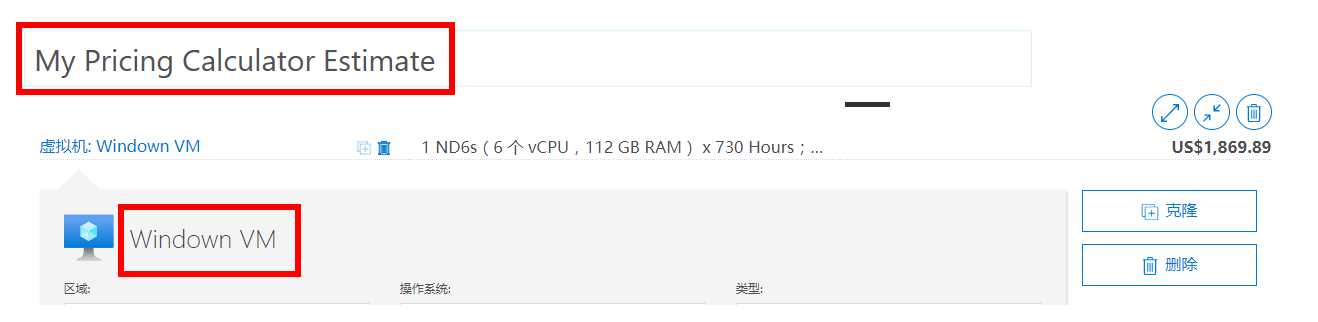 My Pricing Calculator Estimate
虚拟机: Windown VM
1 ND6s（6 个 vCPU，112 GB RAM） x 730 Hours；...
US$1,869.89
Windown VM
克隆
删除
区域:
操作系统:
类型: